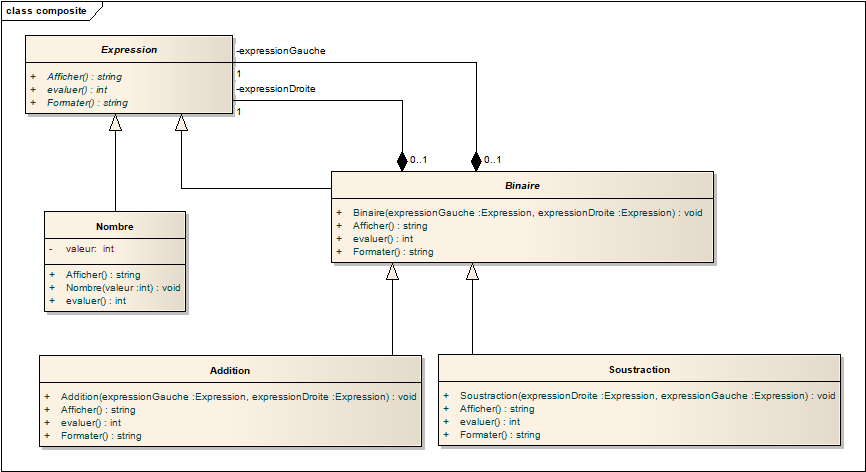 class composite
Expression
+ Afficher() : string
+ evaluer() : int
+ Formater() : string
-expressionGauche
1
-expressionDroite
1
0..1
0..1
Binaire
+ Binaire(expressionGauche :Expression, expressionDroite :Expression) : void
+ Afficher() : string
+ evaluer() : int
+ Formater() : string
Nombre
- valeur: int
+ Afficher() : string
+ Nombre(valeur :int) : void
+ evaluer() : int
Addition
+ Addition(expressionGauche :Expression, expressionDroite :Expression) : void
+ Afficher() : string
+ evaluer() : int
+ Formater() : string
Soustraction
+ Soustraction(expressionDroite :Expression, expressionGauche :Expression) : void
+ Afficher() : string
+ evaluer() : int
+ Formater() : string